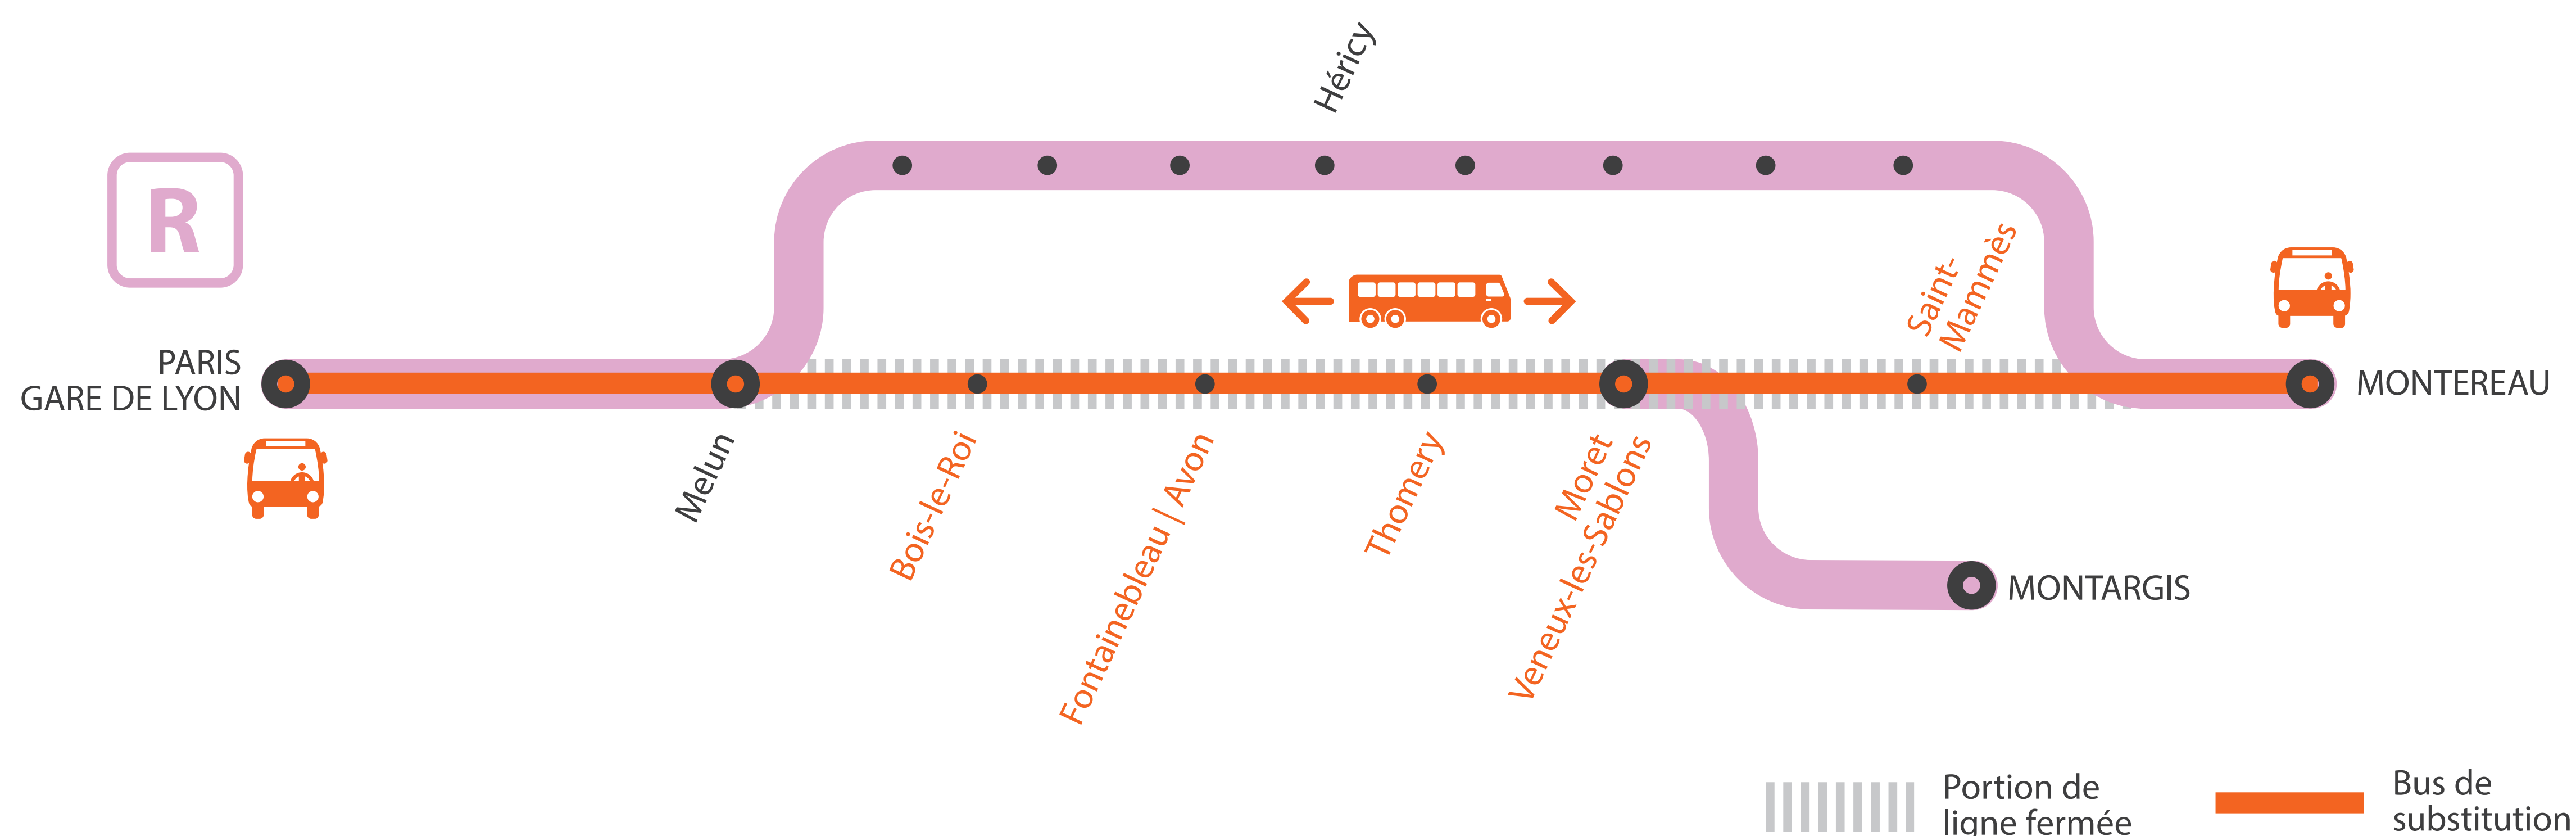 Héricy
R
PARIS
GARE DE LYON
Saint-
Mammès
MONTEREAU
Melun
Bois-le-Roi
Fontainebleau | Avon
Thomery
Moret
Veneux-les-Sablons
MONTARGIS
Portion de
ligne fermée
Bus de
substitution